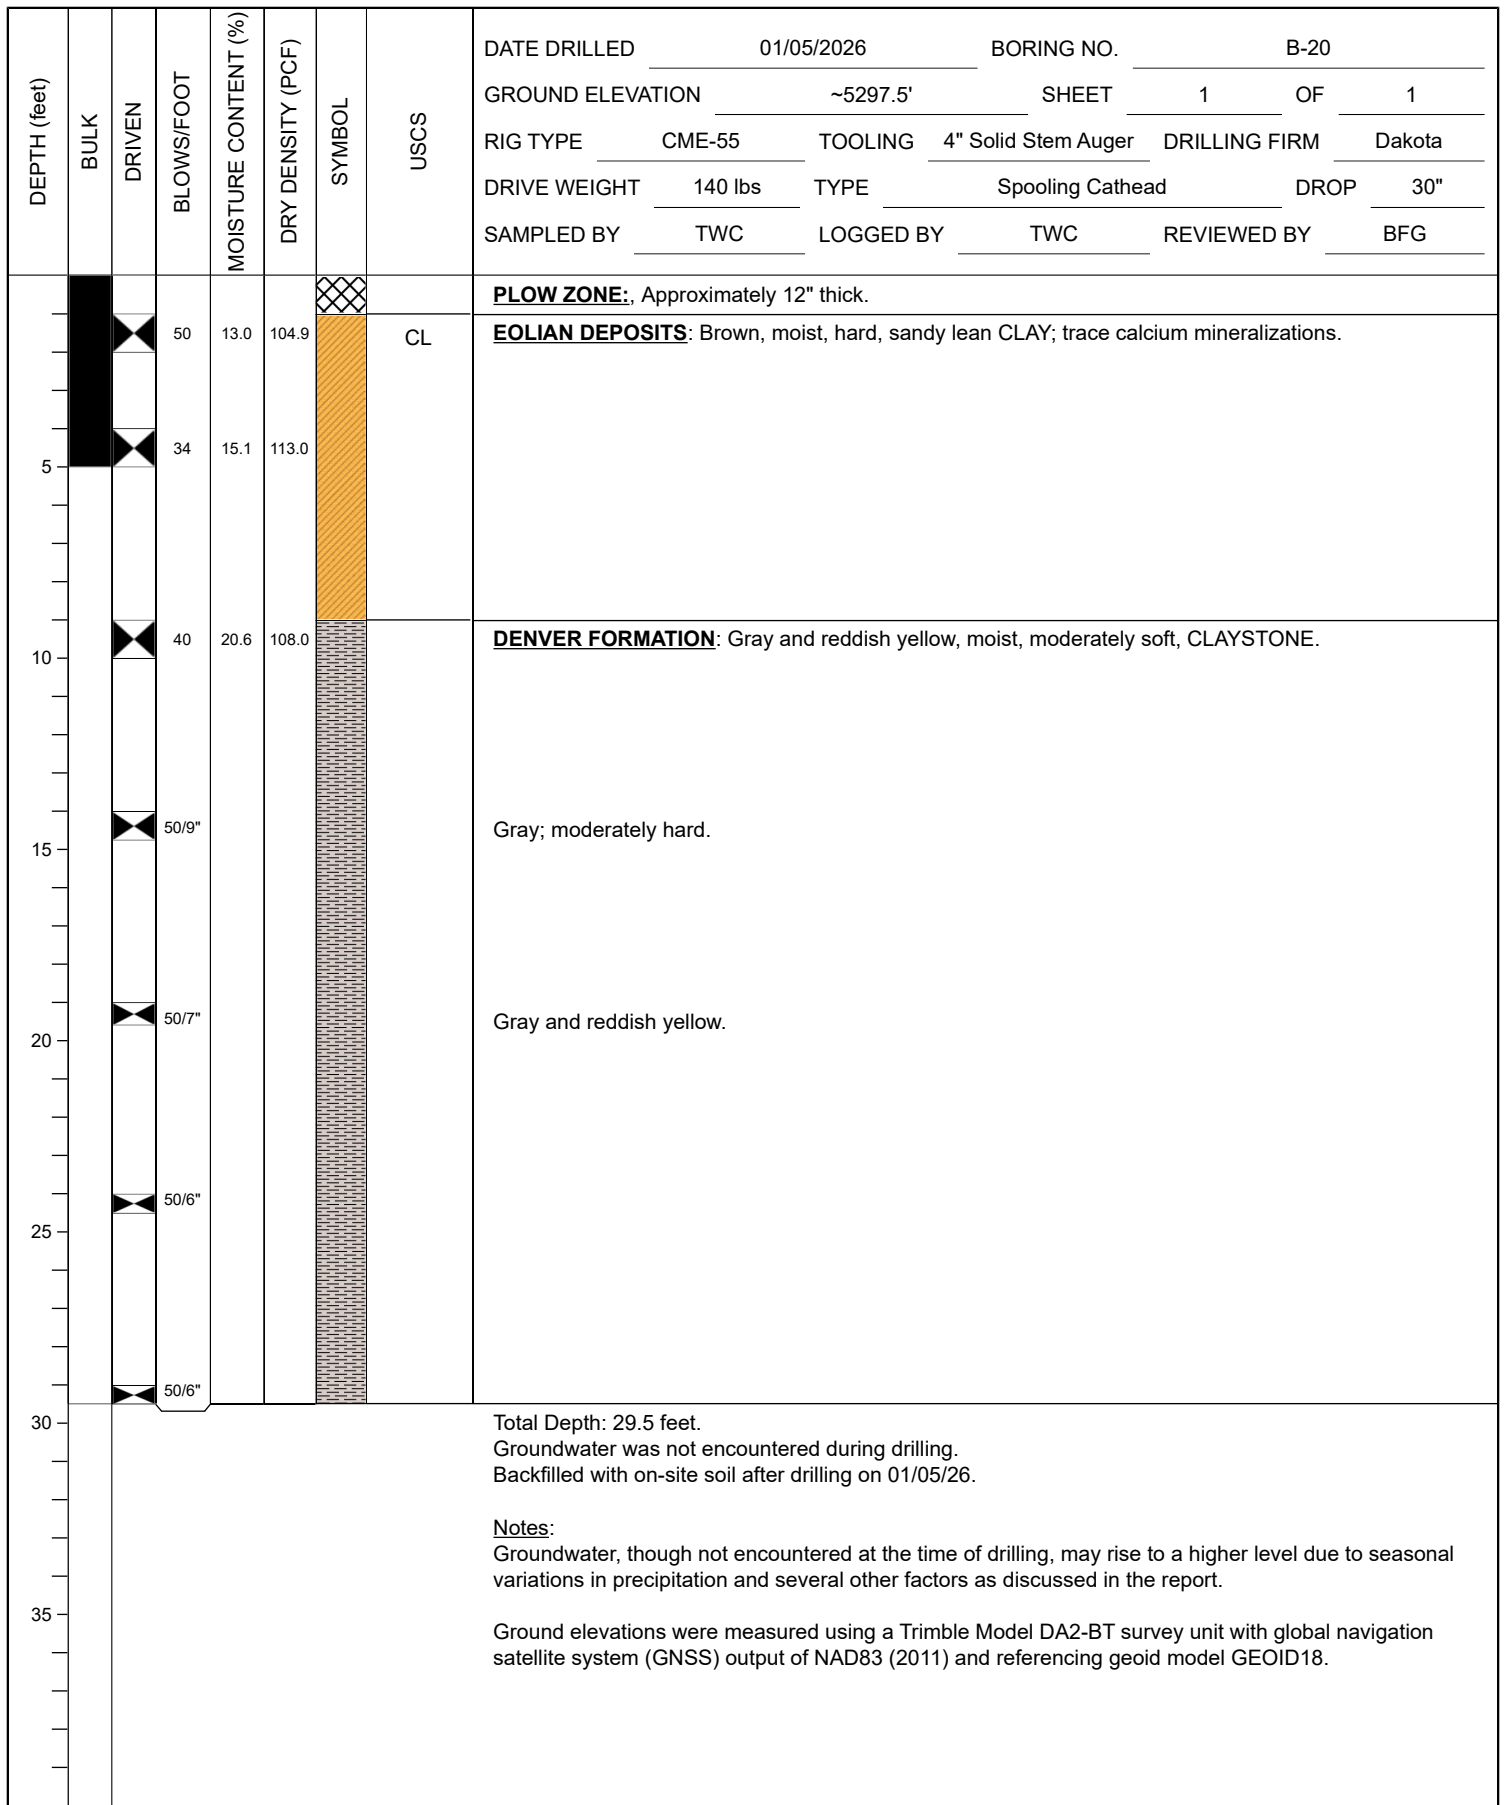 DEPTH (feet)
BULK
DRIVEN
BLOWS/FOOT
MOISTURE CONTENT (%)
DRY DENSITY (PCF)
SYMBOL
USCS
DATE DRILLED 01/05/2026 BORING NO. B-20
GROUND ELEVATION ~5297.5' SHEET 1 OF 1
RIG TYPE CME-55 TOOLING 4" Solid Stem Auger DRILLING FIRM Dakota
DRIVE WEIGHT 140 lbs TYPE Spooling Cathead DROP 30"
SAMPLED BY TWC LOGGED BY TWC REVIEWED BY BFG
PLOW ZONE:, Approximately 12" thick.
50 13.0 104.9 CL EOLIAN DEPOSITS: Brown, moist, hard, sandy lean CLAY; trace calcium mineralizations.
34 15.1 113.0
5
40 20.6 108.0 DENVER FORMATION: Gray and reddish yellow, moist, moderately soft, CLAYSTONE.
10
50/9" Gray; moderately hard.
15
50/7" Gray and reddish yellow.
20
50/6"
25
50/6"
30 Total Depth: 29.5 feet.
Groundwater was not encountered during drilling.
Backfilled with on-site soil after drilling on 01/05/26.
Notes:
Groundwater, though not encountered at the time of drilling, may rise to a higher level due to seasonal
variations in precipitation and several other factors as discussed in the report.
35
Ground elevations were measured using a Trimble Model DA2-BT survey unit with global navigation
satellite system (GNSS) output of NAD83 (2011) and referencing geoid model GEOID18.